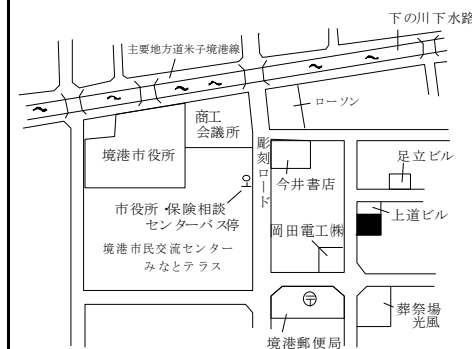 下の川下水路
主要地方道米子境港線
ローソン
商工
会議所
境港市役所
彫刻ロード
今井書店
足立ビル
市役所・保険相談
センターバス停
上道ビル
岡田電工㈱
境港市民交流センター
みなとテラス
〒
葬祭場
光風
境港郵便局